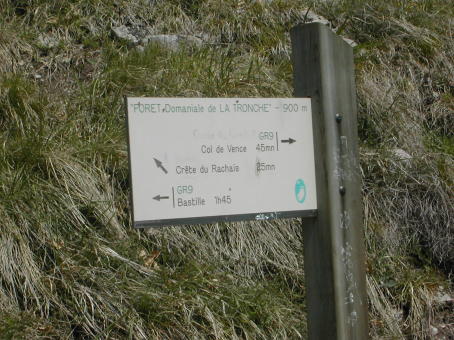 "FORET Domaniale de LA TRONCHE" - 900 m
GR9
Col de Vence 45mn
Crête du Rachais 25mn
GR9
Bastille 1h45